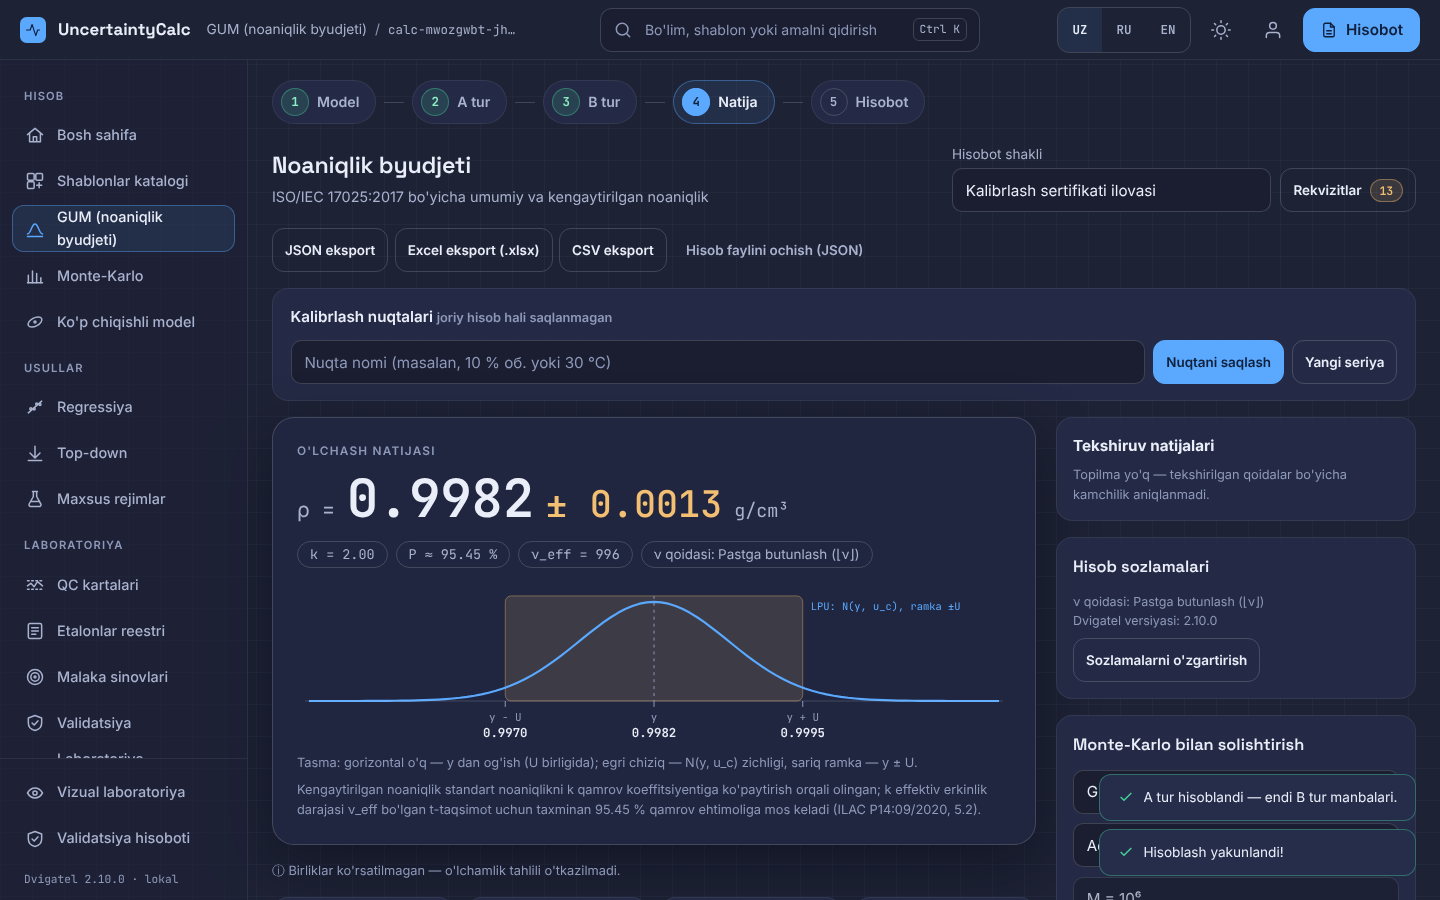 UncertaintyCalc
GUM (noaniqlik byudjeti) / calc-mwozgwbt-jh…
Bo'lim, shablon yoki amalni qidirish
Ctrl K
UZ
RU
EN
Hisobot
HISOB
Bosh sahifa
Shablonlar katalogi
GUM (noaniqlik
byudjeti)
Monte-Karlo
Ko'p chiqishli model
USULLAR
Regressiya
Top-down
Maxsus rejimlar
LABORATORIYA
QC kartalari
Etalonlar reestri
Malaka sinovlari
Validatsiya
Vizual laboratoriya
Validatsiya hisoboti
Dvigatel 2.10.0 · lokal
1 Model
2 A tur
3 B tur
4 Natija
5 Hisobot
Noaniqlik byudjeti
ISO/IEC 17025:2017 bo'yicha umumiy va kengaytirilgan noaniqlik
Hisobot shakli
Kalibrlash sertifikati ilovasi
Rekvizitlar 13
JSON eksport
Excel eksport (.xlsx)
CSV eksport
Hisob faylini ochish (JSON)
Kalibrlash nuqtalari joriy hisob hali saqlanmagan
Nuqta nomi (masalan, 10 % об. yoki 30 °C)
Nuqtani saqlash
Yangi seriya
O'LCHASH NATIJASI
ρ = 0.9982 ± 0.0013 g/cm³
k = 2.00
P ≈ 95.45 %
ν_eff = 996
ν qoidasi: Pastga butunlash (⌊ν⌋)
LPU: N(y, u_c), ramka ±U
y - U
y
y + U
0.9970
0.9982
0.9995
Tasma: gorizontal o'q — y dan og'ish (U birligida); egri chiziq — N(y, u_c) zichligi, sariq ramka — y ± U.
Kengaytirilgan noaniqlik standart noaniqlikni k qamrov koeffitsiyentiga ko'paytirish orqali olingan; k effektiv erkinlik
darajasi ν_eff bo'lgan t-taqsimot uchun taxminan 95.45 % qamrov ehtimoliga mos keladi (ILAC P14:09/2020, 5.2).
ⓘ Birliklar ko'rsatilmagan — o'lchamlik tahlili o'tkazilmadi.
Tekshiruv natijalari
Topilma yo'q — tekshirilgan qoidalar bo'yicha
kamchilik aniqlanmadi.
Hisob sozlamalari
ν qoidasi: Pastga butunlash (⌊ν⌋)
Dvigatel versiyasi: 2.10.0
Sozlamalarni o'zgartirish
Monte-Karlo bilan solishtirish
A tur hisoblandi — endi B tur manbalari.
Hisoblash yakunlandi!
M = 10⁶